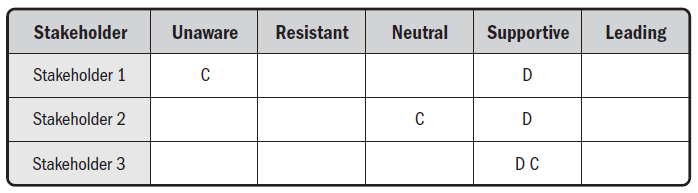 Stakeholder Unaware Resistant Neutral Supportive Leading
Stakeholder 1 C D
Stakeholder 2 C D
Stakeholder 3 D C